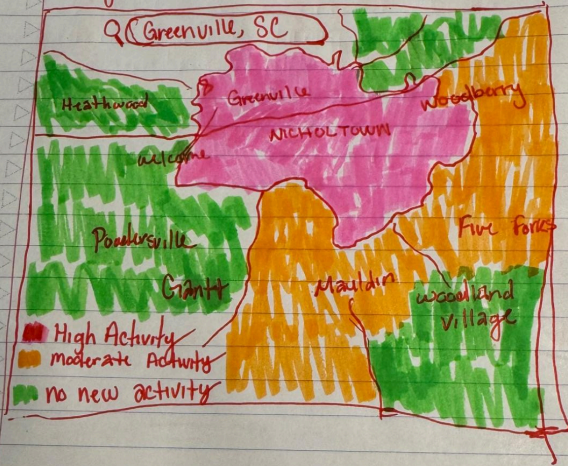 Greenville, SC
Heathwood
Greenville
Woodberry
NICHOLTOWN
Welcome
Powdersville
Five forks
Gantt
Mauldin
Woodland
Village
High Activity
Moderate Activity
no new activity